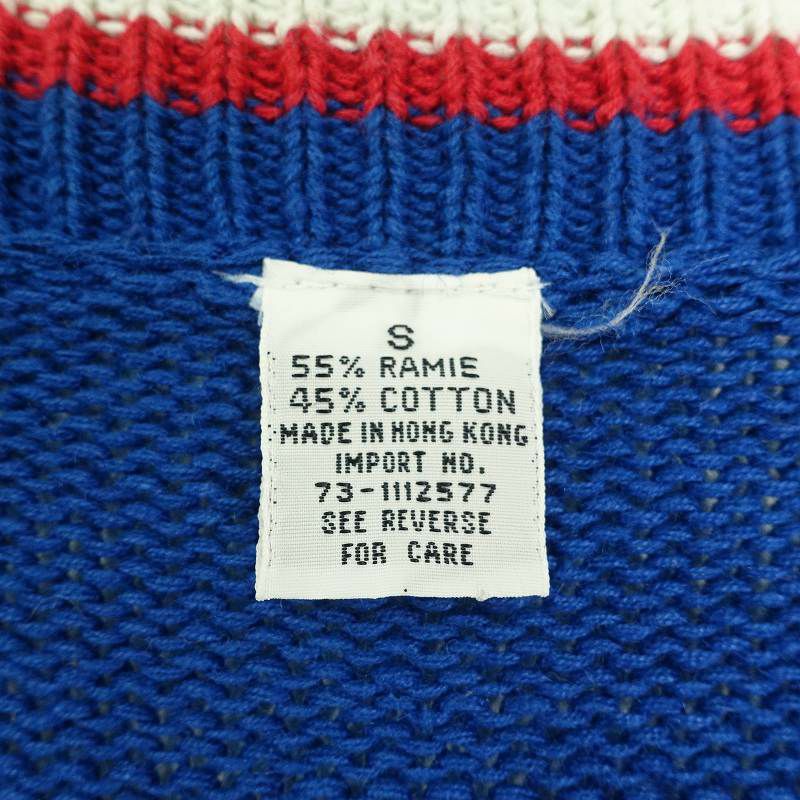 S
55% RAMIE
45% COTTON
MADE IN HONG KONG
IMPORT NO.
73-1112577
SEE REVERSE
FOR CARE